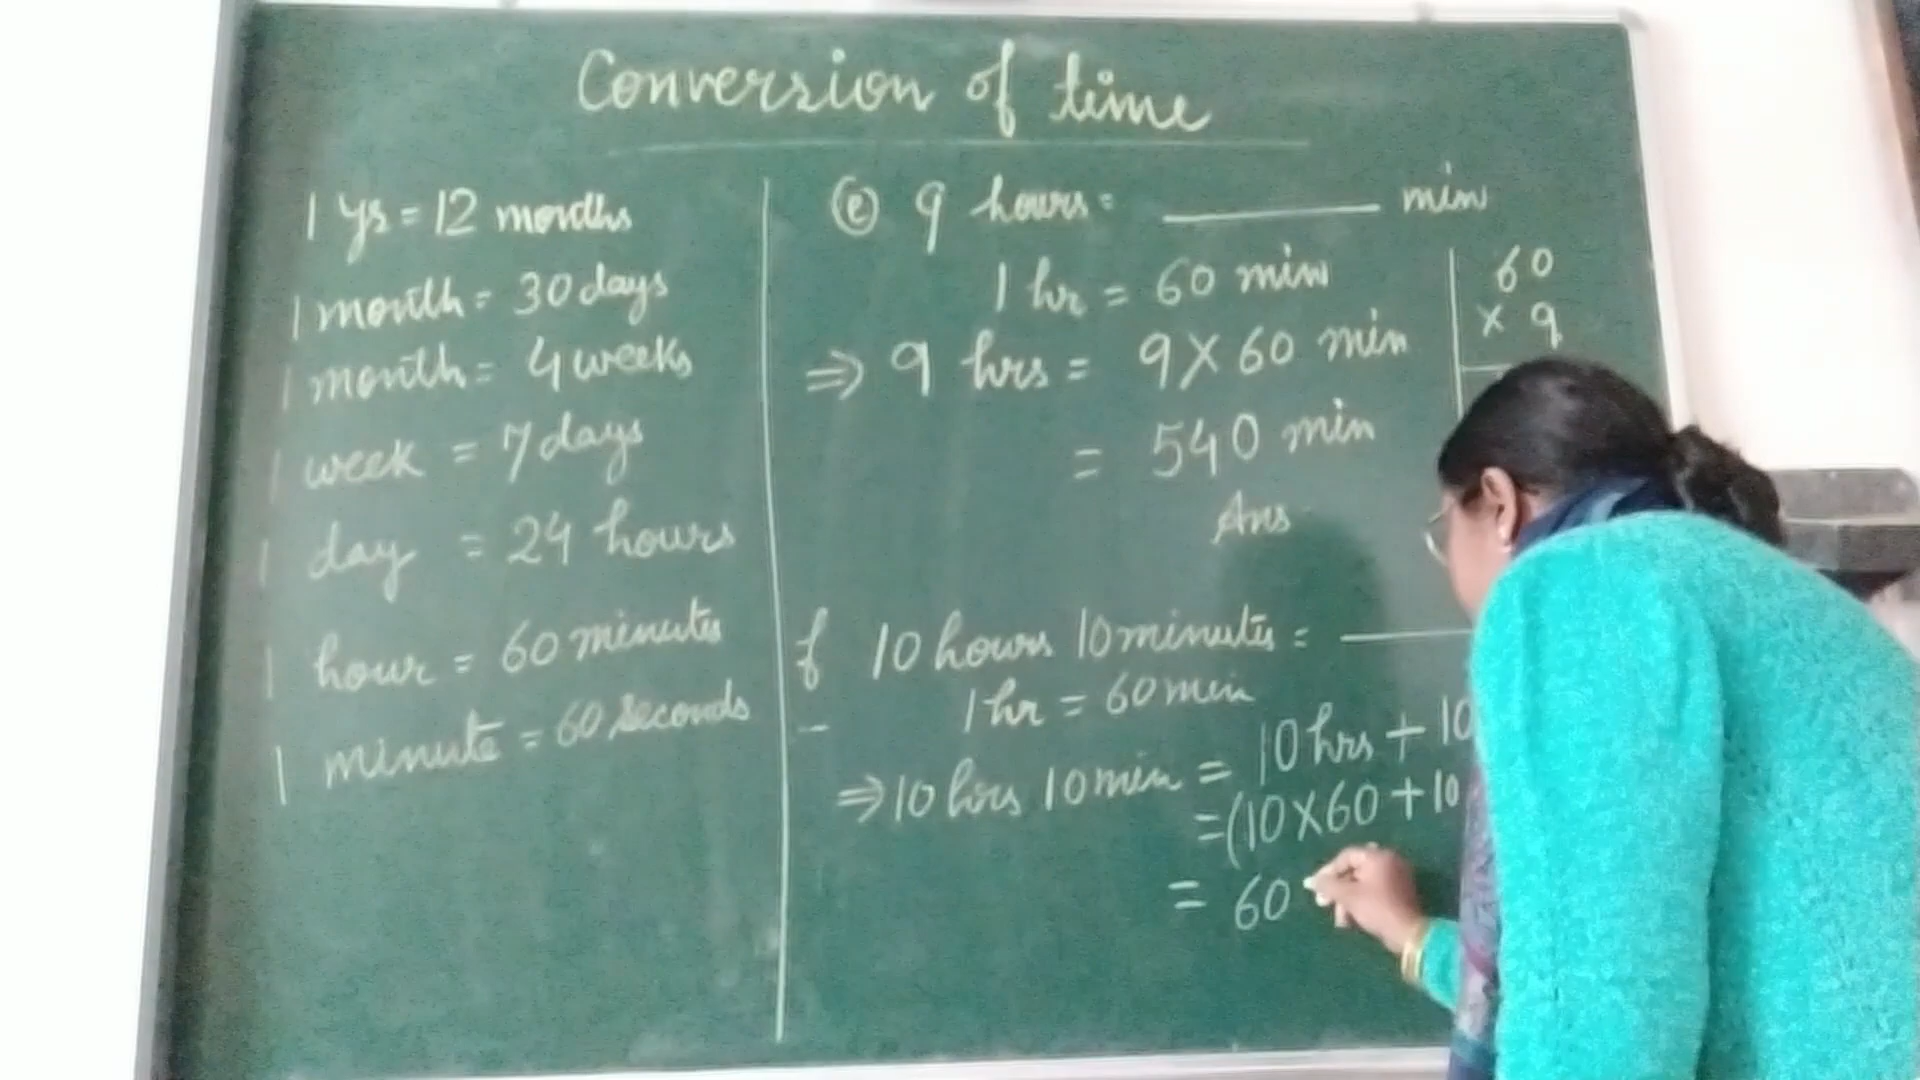 Conversion of time
1 yr = 12 months
1 month = 30 days
1 month = 4 weeks
1 week = 7 days
1 day = 24 hours
1 hour = 60 minutes
1 minute = 60 seconds
(e) 9 hours = ______ min
1 hr = 60 min
⇒ 9 hrs = 9 X 60 min
= 540 min
Ans
60
x 9
f 10 hours 10 minutes = ______
1 hr = 60 min
⇒ 10 hrs 10 min = 10 hrs + 10
= (10 X 60 + 10
= 60